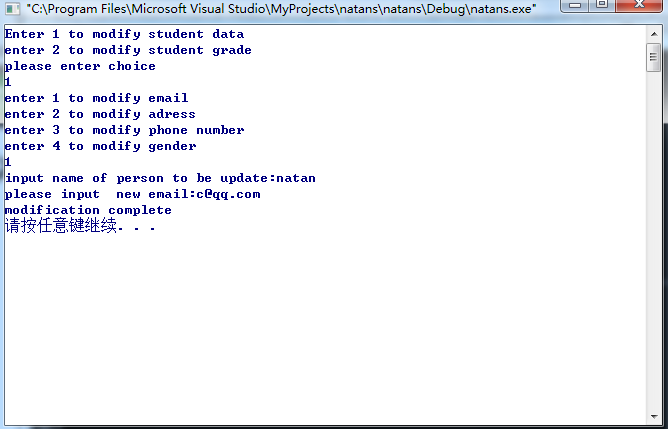 "C:\Program Files\Microsoft Visual Studio\MyProjects\natans\natans\Debug\natans.exe"
Enter 1 to modify student data
enter 2 to modify student grade
please enter choice
1
enter 1 to modify email
enter 2 to modify adress
enter 3 to modify phone number
enter 4 to modify gender
1
input name of person to be update:natan
please input  new email:c@qq.com
modification complete
请按任意键继续. . .